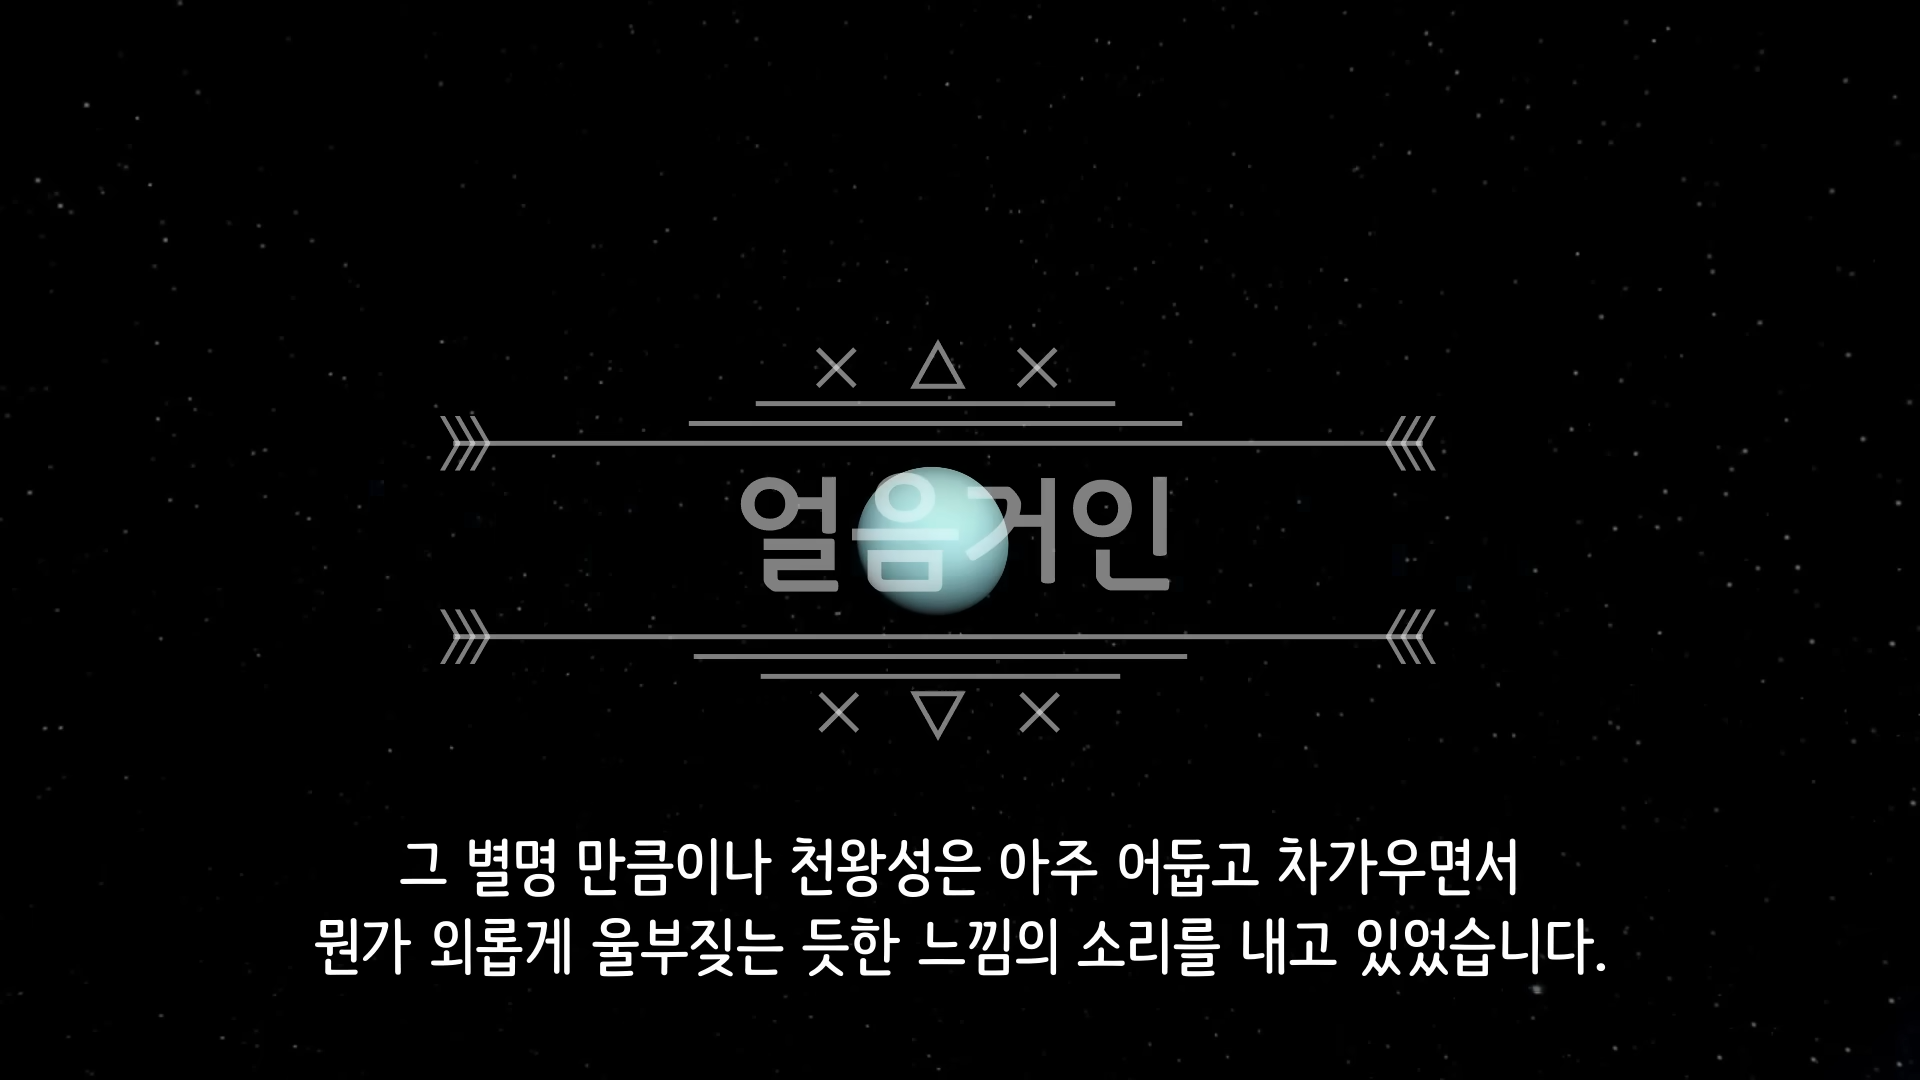 얼음거인
그 별명 만큼이나 천왕성은 아주 어둡고 차가우면서
뭔가 외롭게 울부짖는 듯한 느낌의 소리를 내고 있었습니다.